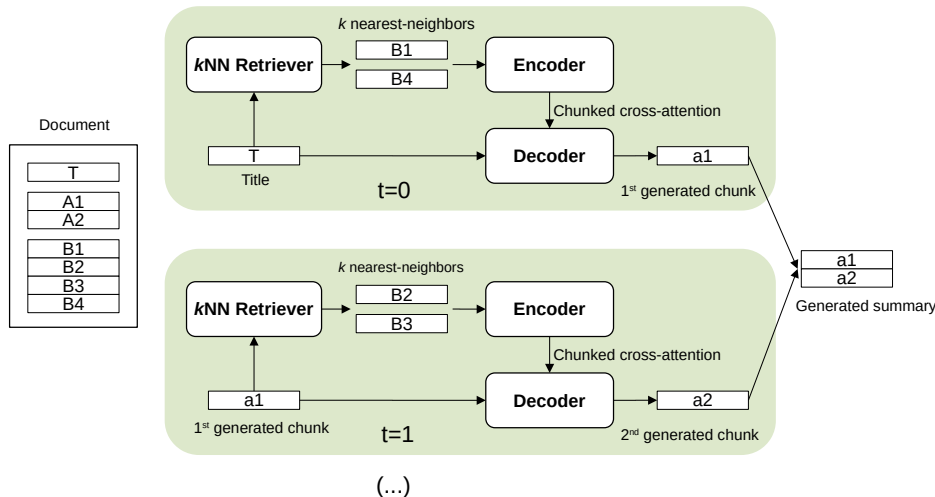 Document
T
A1
A2
B1
B2
B3
B4
k nearest-neighbors
kNN Retriever
B1
B4
Encoder
Chunked cross-attention
T
Title
Decoder
a1
1st generated chunk
t=0
k nearest-neighbors
kNN Retriever
B2
B3
Encoder
Chunked cross-attention
a1
1st generated chunk
Decoder
a2
2nd generated chunk
t=1
a1
a2
Generated summary
(...)